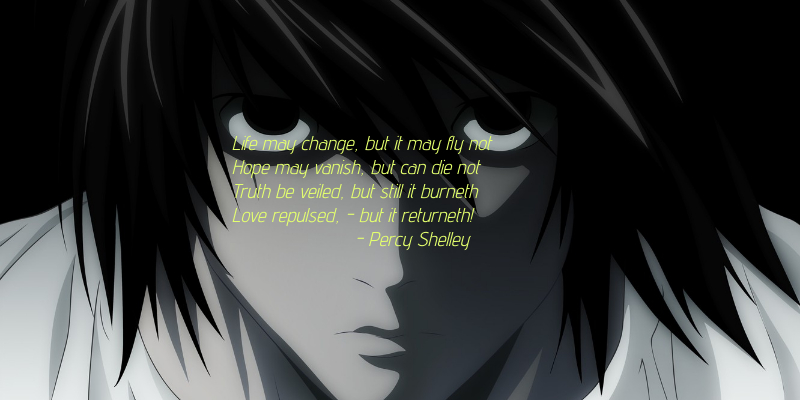 Life may change, but it may fly not
Hope may vanish, but can die not
Truth be veiled, but still it burneth
Love repulsed, - but it returneth!
- Percy Shelley